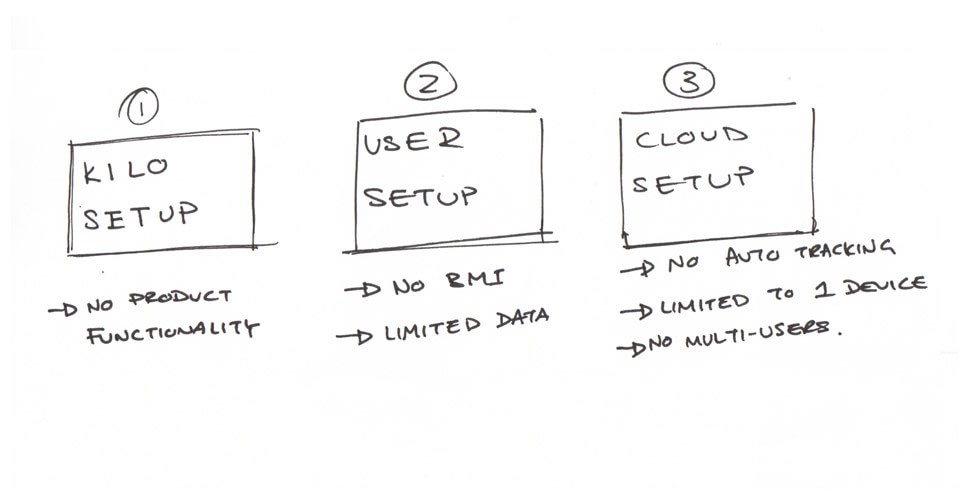 1
KILO
SETUP
→ NO PRODUCT
FUNCTIONALITY
2
USER
SETUP
→ NO BMI
→ LIMITED DATA
3
CLOUD
SETUP
→ NO AUTO TRACKING
→ LIMITED TO 1 DEVICE
→ NO MULTI-USERS.